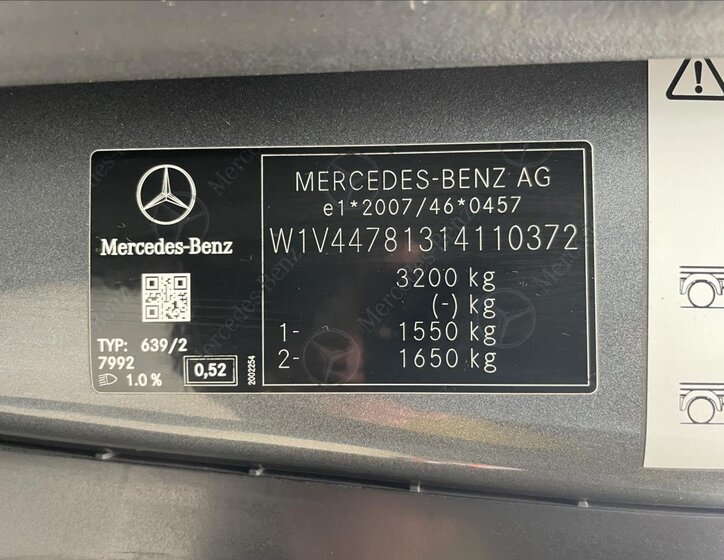 MERCEDES-BENZ AG
e1*2007/46*0457
W1V44781314110372
3200 kg
(-) kg
1- 1550 kg
2- 1650 kg
Mercedes-Benz
TYP: 639/2
7992
1.0 %
0,52
2002254